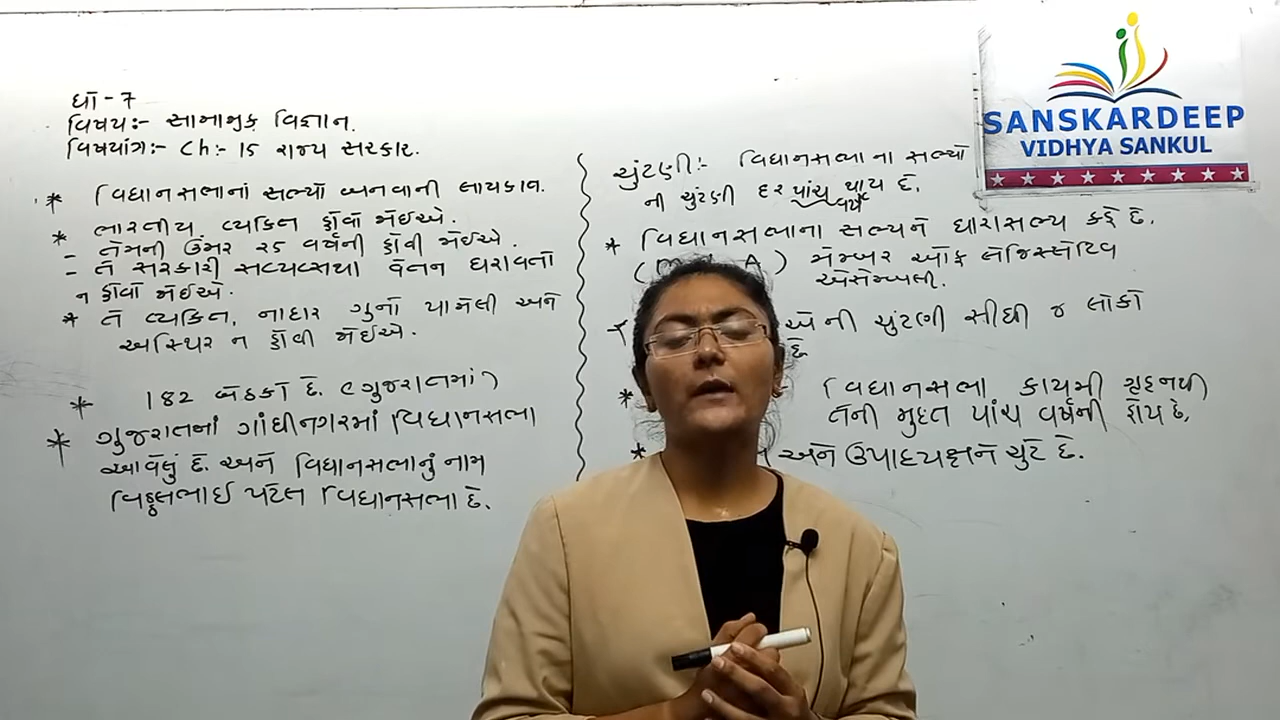 ધો - 7
વિષય:- સામાજીક વિજ્ઞાન.
વિષયાંગ:- Ch:- 15 રાજ્ય સરકાર.
* વિધાનસભાનાં સભ્યો બનવાની લાયકાત.
* ભારતીય વ્યકિત હોવો જોઈએ.
- તેમની ઉંમર ૨૫ વર્ષની હોવી જોઈએ.
- તે સરકારી સવ્યવસથા વેતન ધરાવતો
ન હોવો જોઈએ.
* તે વ્યકિત, નાદાર ગુનો પામેલી અને
અસ્થિર ન હોવી જોઈએ.
* 182 બેઠકો છે. (ગુજરાતમાં)
* ગુજરાતનાં ગાંધીનગરમાં વિધાનસભા
આવેલું છે. અને વિધાનસભાનું નામ
વિઠ્ઠલભાઈ પટેલ વિધાનસભા છે.
ચુંટણી:- વિધાનસભા ના સભ્યો
ની ચુંટણી દર પાંચ વર્ષે થાય છે.
* વિધાનસભાના સભ્યને ધારાસભ્ય કહે છે.
(M A) મેમ્બર ઓફ લેજિસ્લેટિવ
એસેમ્બલી.
એ ની ચુંટણી સીધી જ લોકો
છે
* વિધાનસભા કાયમી ગૃહ નથી
તેની મુદત પાંચ વર્ષની હોય છે.
* અને ઉપાધ્યક્ષને ચુંટે છે.
SANSKARDEEP
VIDHYA SANKUL